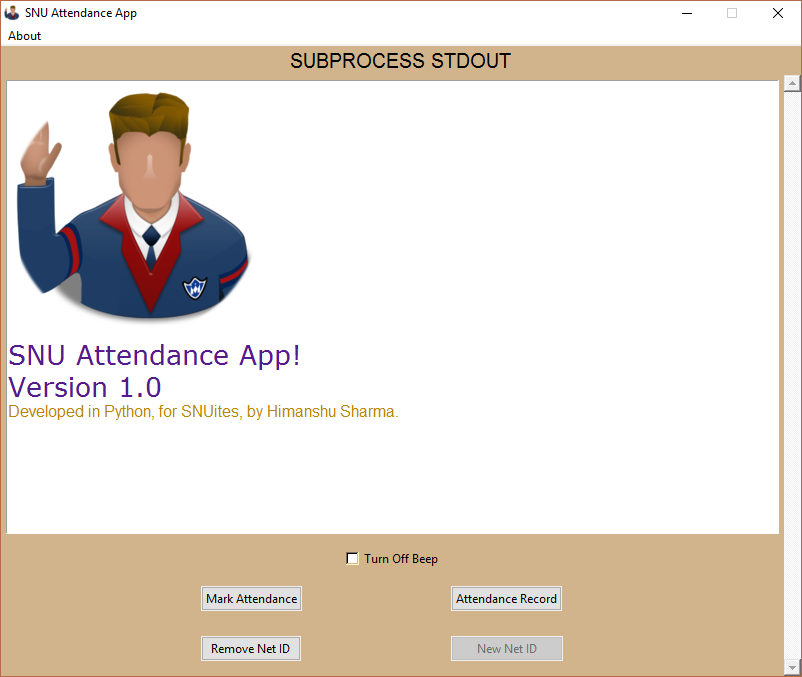 SNU Attendance App
About
SUBPROCESS STDOUT
SNU Attendance App!
Version 1.0
Developed in Python, for SNUites, by Himanshu Sharma.
Turn Off Beep
Mark Attendance
Attendance Record
Remove Net ID
New Net ID